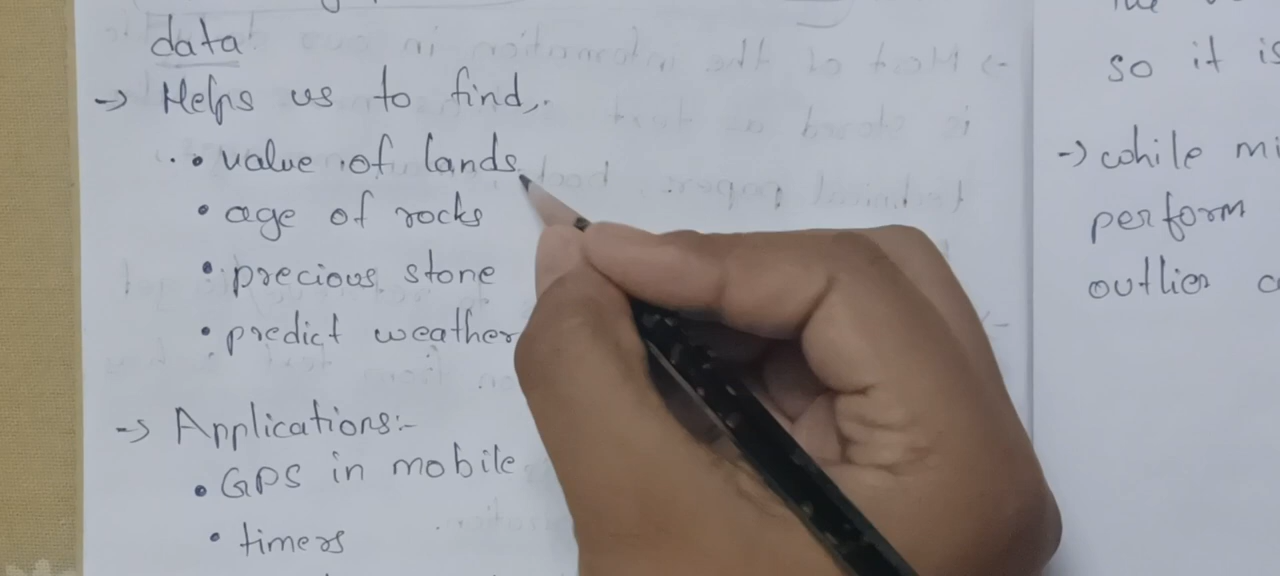 data
-> Helps us to find,.
• value of lands
• age of rocks
• precious stone
• predict weather
-> Applications:-
• GPS in mobile
• timers
so it is
-> while mi
perform
outlier